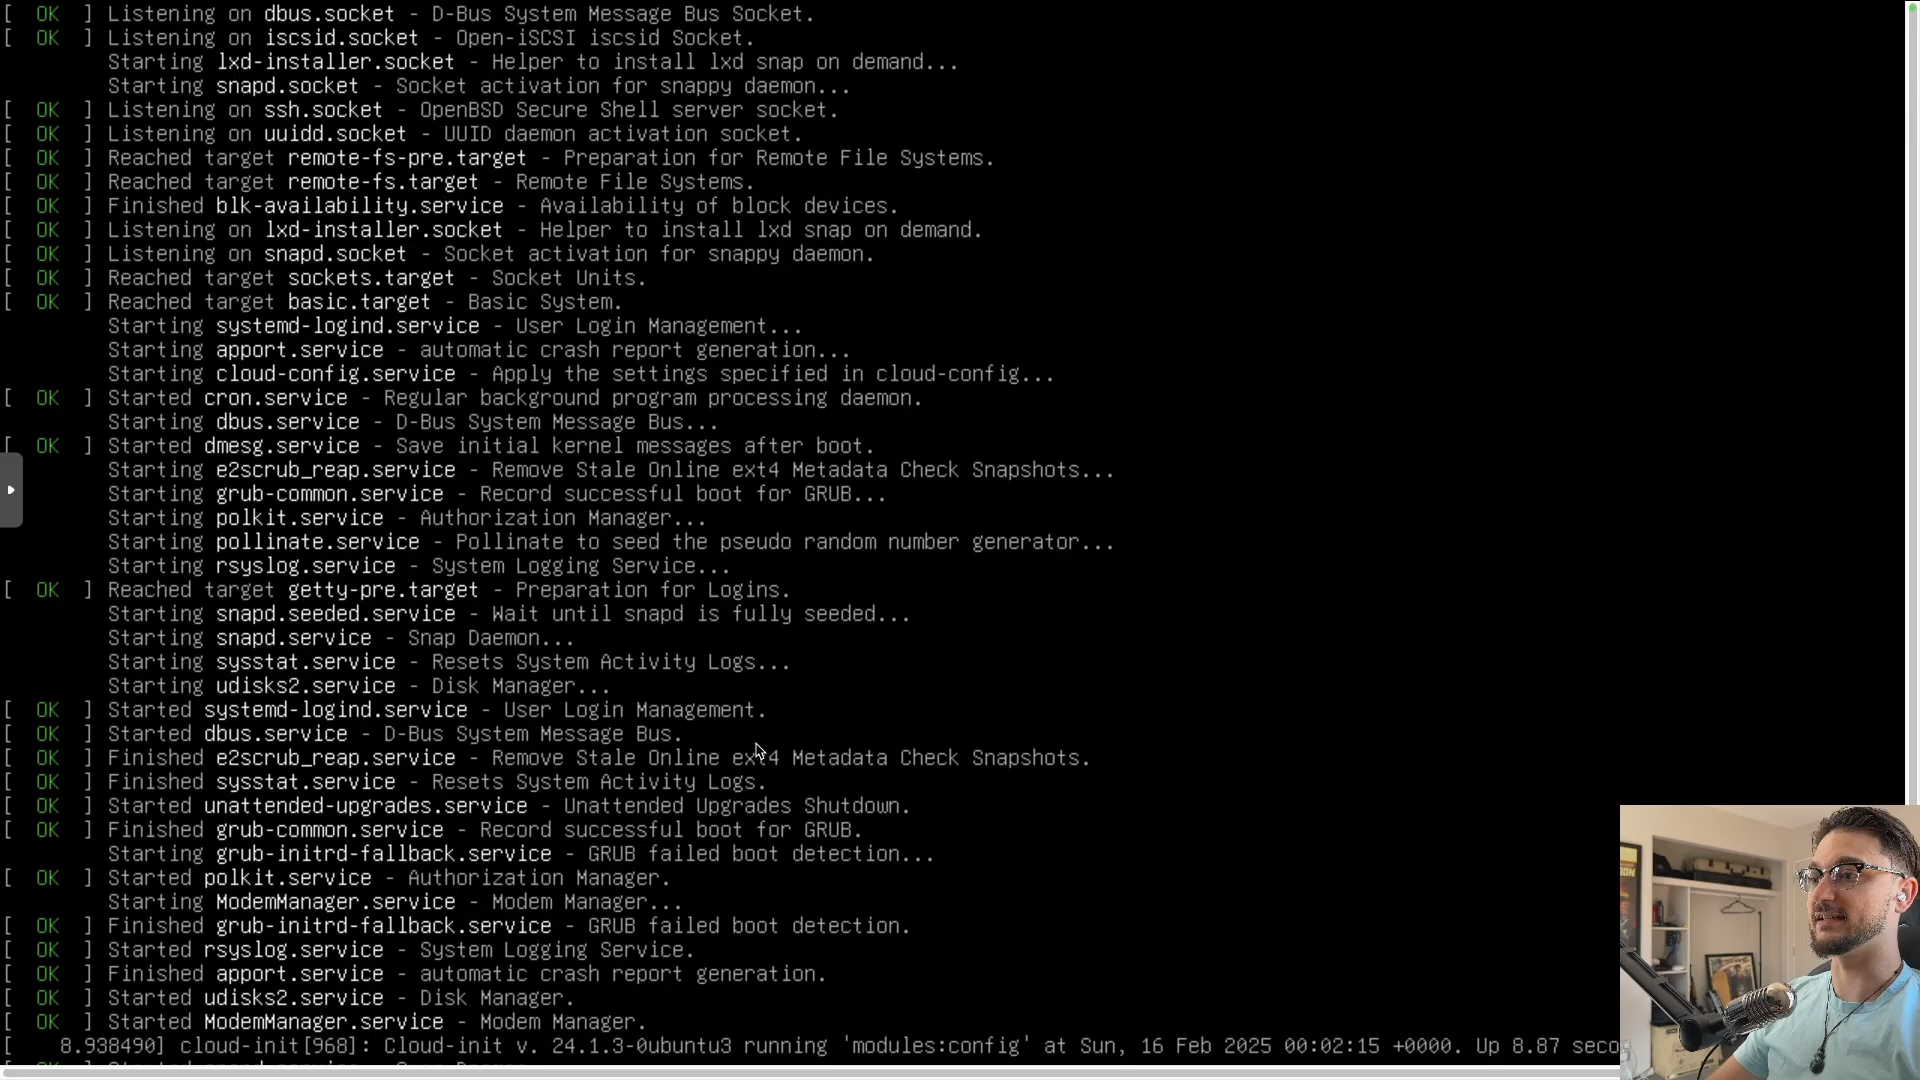 [  OK  ] Listening on dbus.socket - D-Bus System Message Bus Socket.
[  OK  ] Listening on iscsid.socket - Open-iSCSI iscsid Socket.
Starting lxd-installer.socket - Helper to install lxd snap on demand...
Starting snapd.socket - Socket activation for snappy daemon...
[  OK  ] Listening on ssh.socket - OpenBSD Secure Shell server socket.
[  OK  ] Listening on uuidd.socket - UUID daemon activation socket.
[  OK  ] Reached target remote-fs-pre.target - Preparation for Remote File Systems.
[  OK  ] Reached target remote-fs.target - Remote File Systems.
[  OK  ] Finished blk-availability.service - Availability of block devices.
[  OK  ] Listening on lxd-installer.socket - Helper to install lxd snap on demand.
[  OK  ] Listening on snapd.socket - Socket activation for snappy daemon.
[  OK  ] Reached target sockets.target - Socket Units.
[  OK  ] Reached target basic.target - Basic System.
Starting systemd-logind.service - User Login Management...
Starting apport.service - automatic crash report generation...
Starting cloud-config.service - Apply the settings specified in cloud-config...
[  OK  ] Started cron.service - Regular background program processing daemon.
Starting dbus.service - D-Bus System Message Bus...
[  OK  ] Started dmesg.service - Save initial kernel messages after boot.
Starting e2scrub_reap.service - Remove Stale Online ext4 Metadata Check Snapshots...
Starting grub-common.service - Record successful boot for GRUB...
Starting polkit.service - Authorization Manager...
Starting pollinate.service - Pollinate to seed the pseudo random number generator...
Starting rsyslog.service - System Logging Service...
[  OK  ] Reached target getty-pre.target - Preparation for Logins.
Starting snapd.seeded.service - Wait until snapd is fully seeded...
Starting snapd.service - Snap Daemon...
Starting sysstat.service - Resets System Activity Logs...
Starting udisks2.service - Disk Manager...
[  OK  ] Started systemd-logind.service - User Login Management.
[  OK  ] Started dbus.service - D-Bus System Message Bus.
[  OK  ] Finished e2scrub_reap.service - Remove Stale Online ext4 Metadata Check Snapshots.
[  OK  ] Finished sysstat.service - Resets System Activity Logs.
[  OK  ] Started unattended-upgrades.service - Unattended Upgrades Shutdown.
[  OK  ] Finished grub-common.service - Record successful boot for GRUB.
Starting grub-initrd-fallback.service - GRUB failed boot detection...
[  OK  ] Started polkit.service - Authorization Manager.
Starting ModemManager.service - Modem Manager...
[  OK  ] Finished grub-initrd-fallback.service - GRUB failed boot detection.
[  OK  ] Started rsyslog.service - System Logging Service.
[  OK  ] Finished apport.service - automatic crash report generation.
[  OK  ] Started udisks2.service - Disk Manager.
[  OK  ] Started ModemManager.service - Modem Manager.
[    8.938490] cloud-init[968]: Cloud-init v. 24.1.3-0ubuntu3 running 'modules:config' at Sun, 16 Feb 2025 00:02:15 +0000. Up 8.87